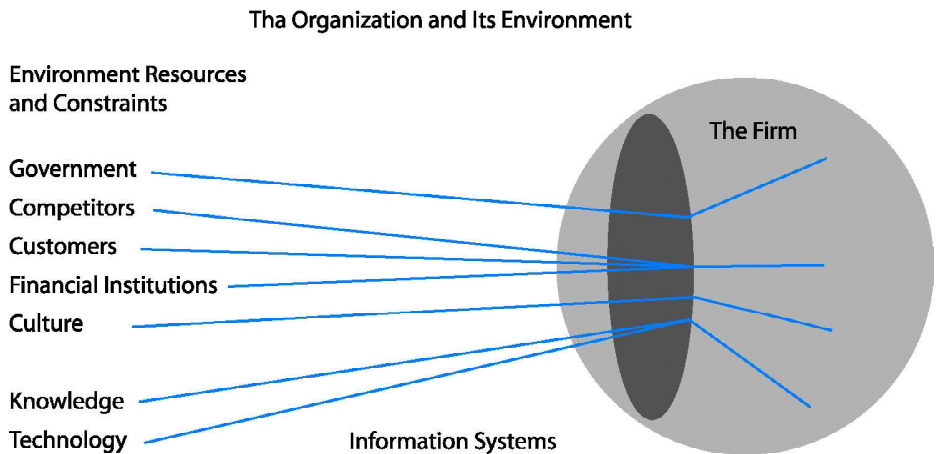 Tha Organization and Its Environment
Environment Resources
and Constraints
The Firm
Government
Competitors
Customers
Financial Institutions
Culture
Knowledge
Technology
Information Systems